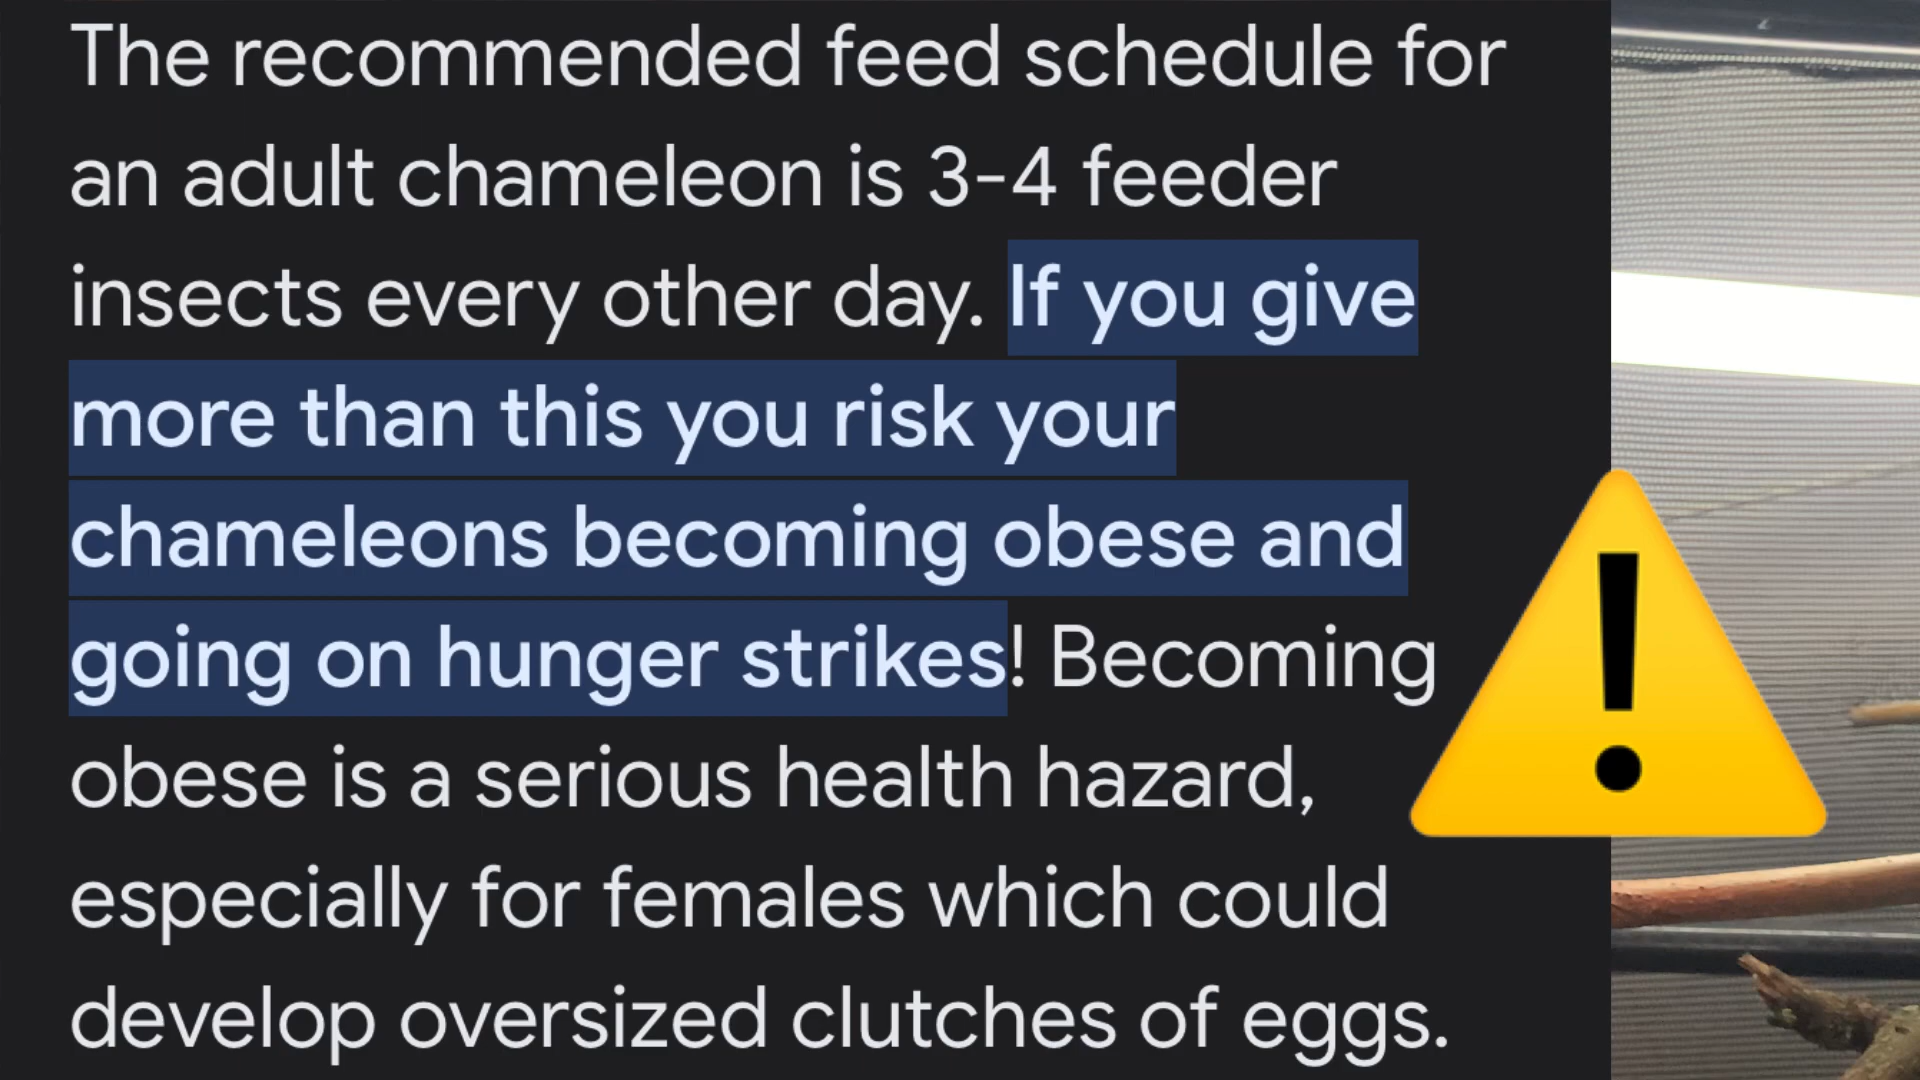 The recommended feed schedule for
an adult chameleon is 3-4 feeder
insects every other day. If you give
more than this you risk your
chameleons becoming obese and
going on hunger strikes! Becoming
obese is a serious health hazard,
especially for females which could
develop oversized clutches of eggs.